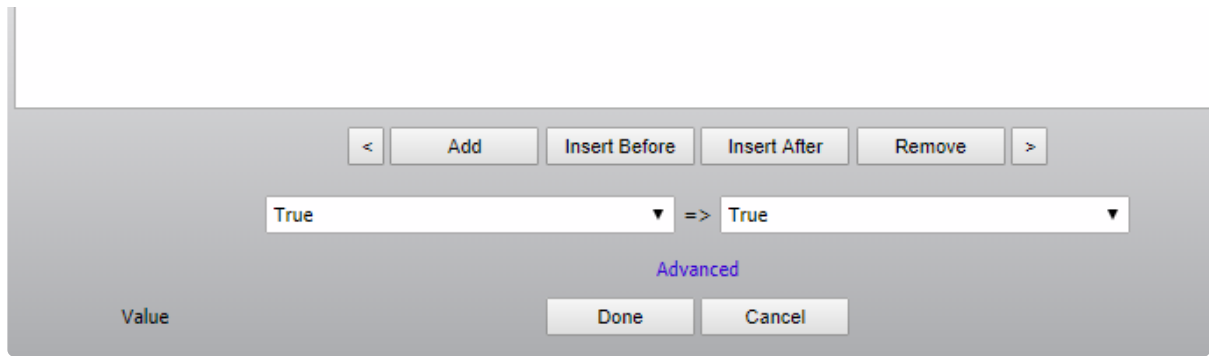 < Add Insert Before Insert After Remove >
True ▼ => True ▼
Advanced
Value Done Cancel